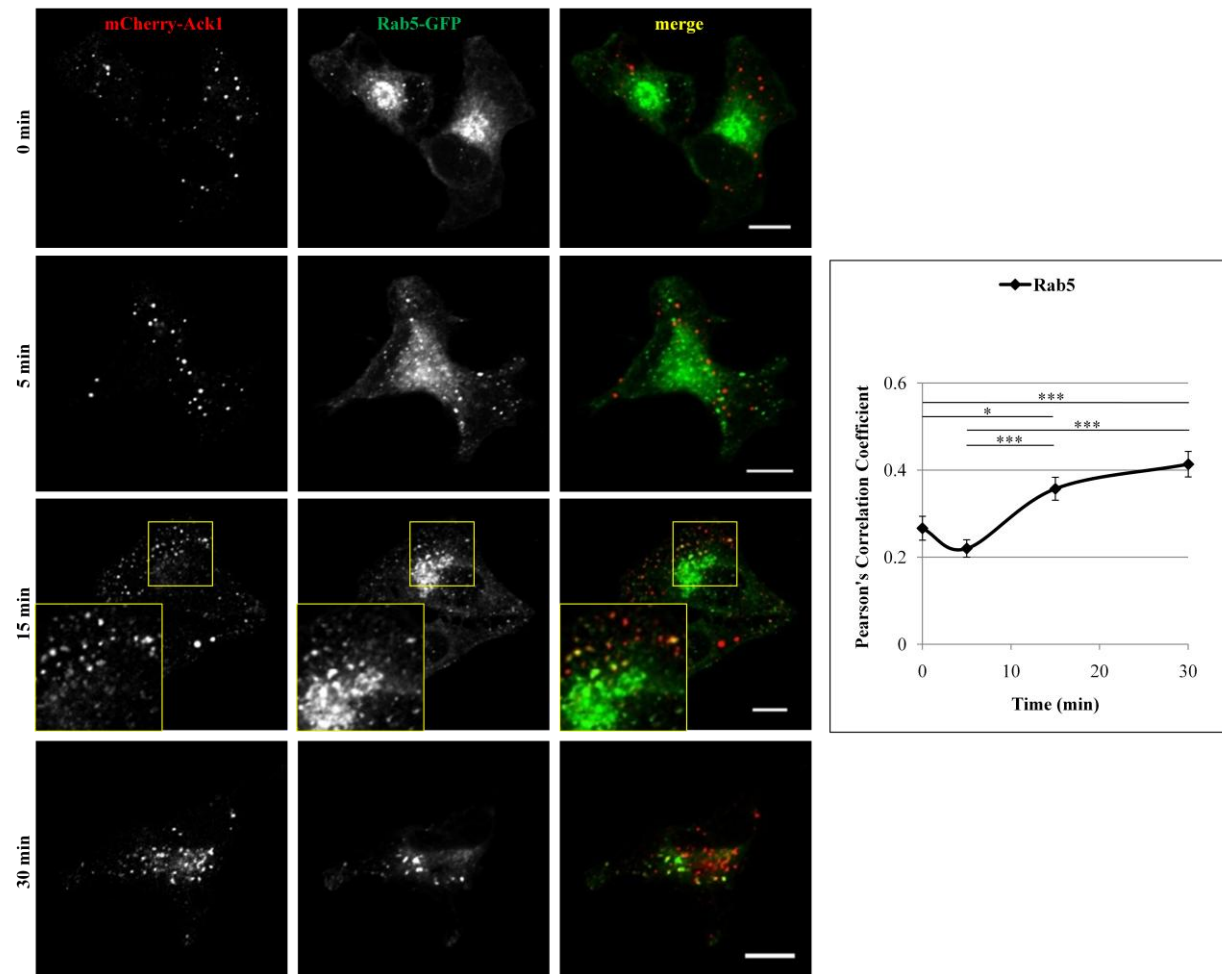 mCherry-Ack1
Rab5-GFP
merge
0 min
5 min
15 min
30 min
Rab5
Pearson's Correlation Coefficient
0.6
0.4
0.2
0
***
*
***
***
0
10
20
30
Time (min)